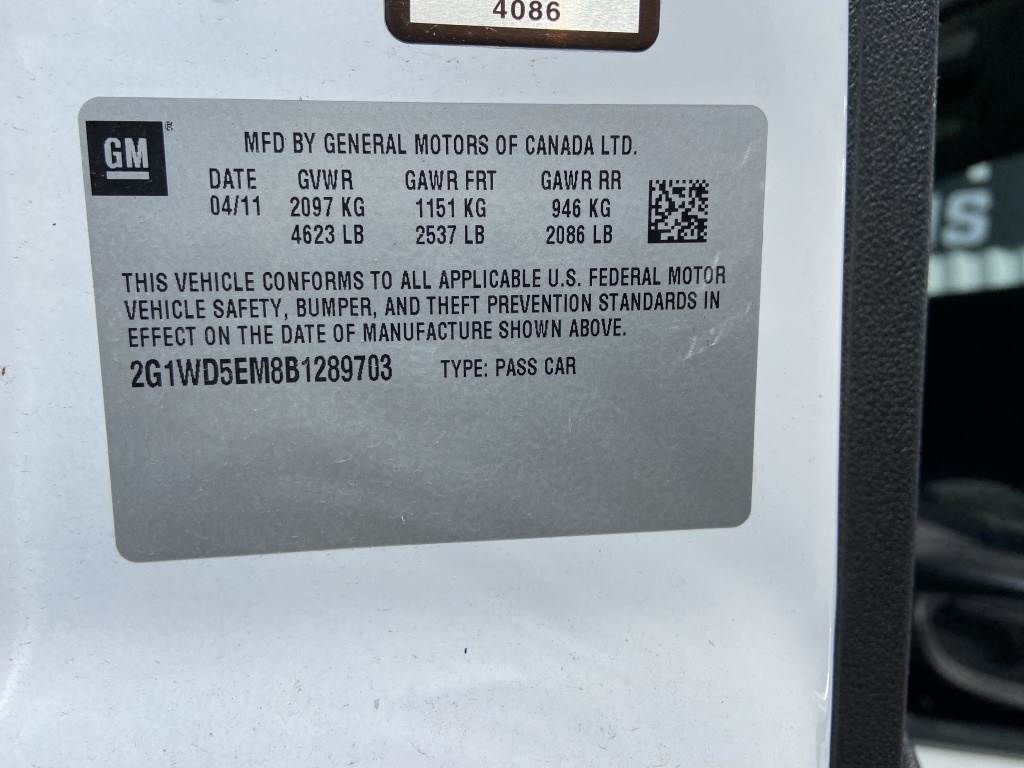 4086
GM
®
MFD BY GENERAL MOTORS OF CANADA LTD.
DATE GVWR GAWR FRT GAWR RR
04/11 2097 KG 1151 KG 946 KG
4623 LB 2537 LB 2086 LB
THIS VEHICLE CONFORMS TO ALL APPLICABLE U.S. FEDERAL MOTOR
VEHICLE SAFETY, BUMPER, AND THEFT PREVENTION STANDARDS IN
EFFECT ON THE DATE OF MANUFACTURE SHOWN ABOVE.
2G1WD5EM8B1289703 TYPE: PASS CAR